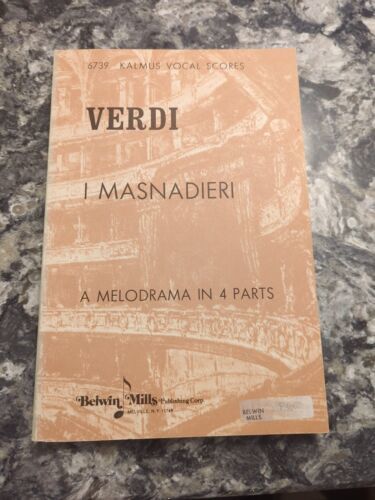 6739 KALMUS VOCAL SCORES
VERDI
I MASNADIERI
A MELODRAMA IN 4 PARTS
Belwin Mills Publishing Corp.
MELVILLE, N.Y. 11746
BELWIN
MILLS